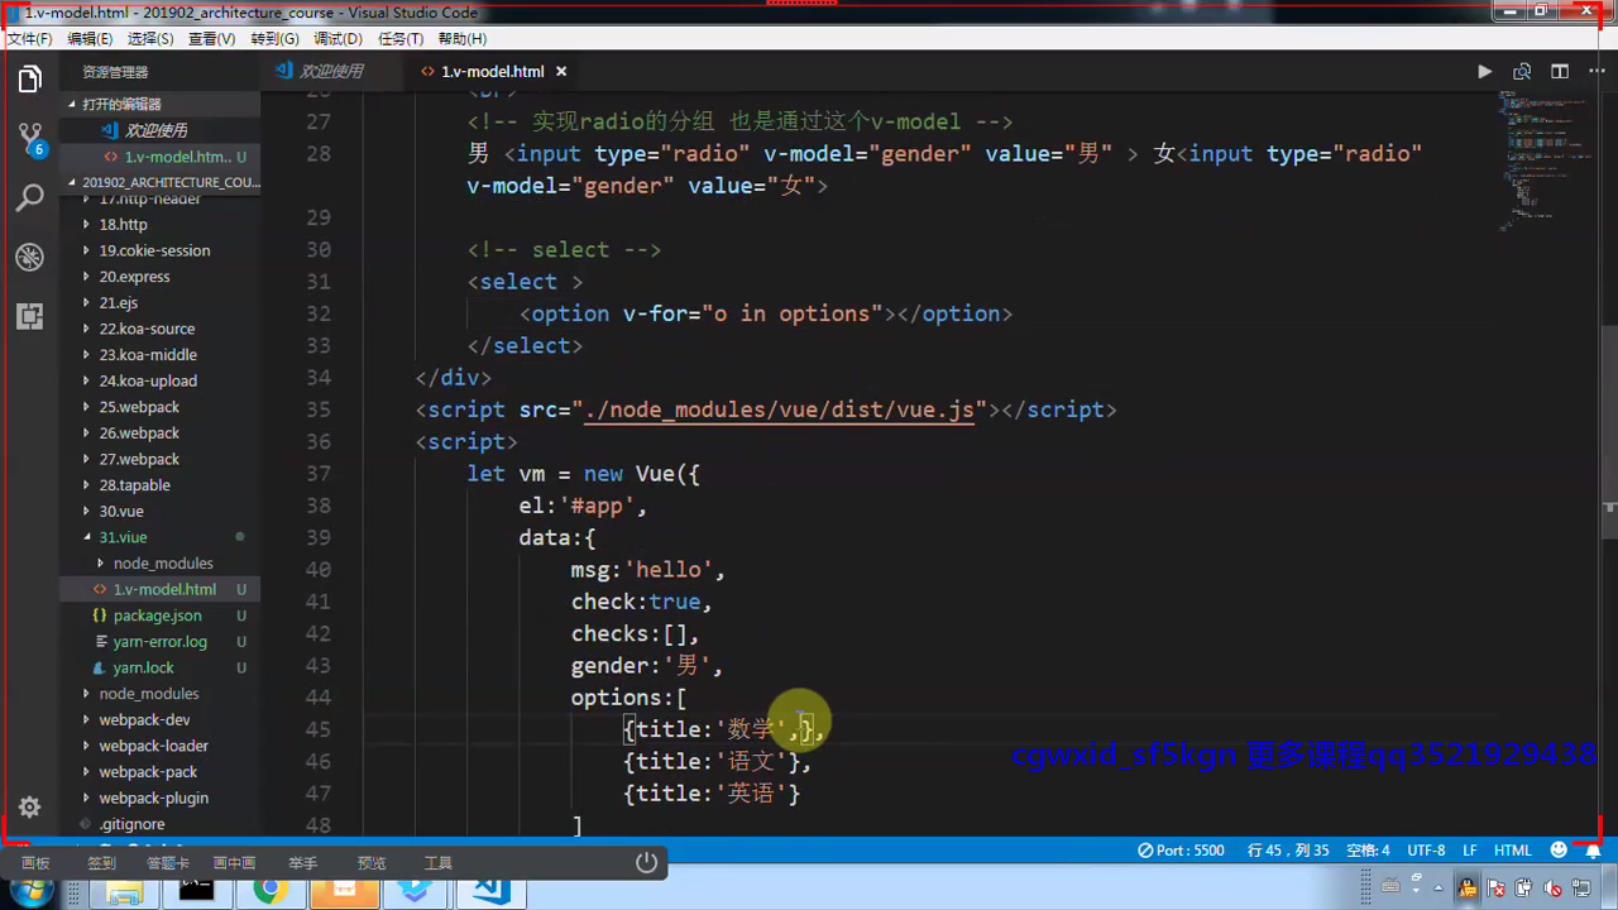 1.v-model.html - 201902_architecture_course - Visual Studio Code
文件(F) 编辑(E) 选择(S) 查看(V) 转到(G) 调试(D) 任务(T) 帮助(H)
资源管理器
欢迎使用
1.v-model.html
打开的编辑器
欢迎使用
1.v-model.htm.. U
201902_ARCHITECTURE_COU...
17.http-header
18.http
19.cokie-session
20.express
21.ejs
22.koa-source
23.koa-middle
24.koa-upload
25.webpack
26.webpack
27.webpack
28.tapable
30.vue
31.viue
node_modules
1.v-model.html U
package.json U
yarn-error.log U
yarn.lock U
node_modules
webpack-dev
webpack-loader
webpack-pack
webpack-plugin
.gitignore
6
27 <!-- 实现radio的分组 也是通过这个v-model -->
28 男 <input type="radio" v-model="gender" value="男" > 女<input type="radio"
v-model="gender" value="女">
29
30 <!-- select -->
31 <select >
32 <option v-for="o in options"></option>
33 </select>
34 </div>
35 <script src="./node_modules/vue/dist/vue.js"></script>
36 <script>
37 let vm = new Vue({
38 el:'#app',
39 data:{
40 msg:'hello',
41 check:true,
42 checks:[],
43 gender:'男',
44 options:[
45 {title:'数学',},
46 {title:'语文'},
47 {title:'英语'}
48 ]
cgwxid_sf5kgn 更多课程qq3521929438
Port : 5500 行 45，列 35 空格: 4 UTF-8 LF HTML
画板 签到 答题卡 画中画 举手 预览 工具